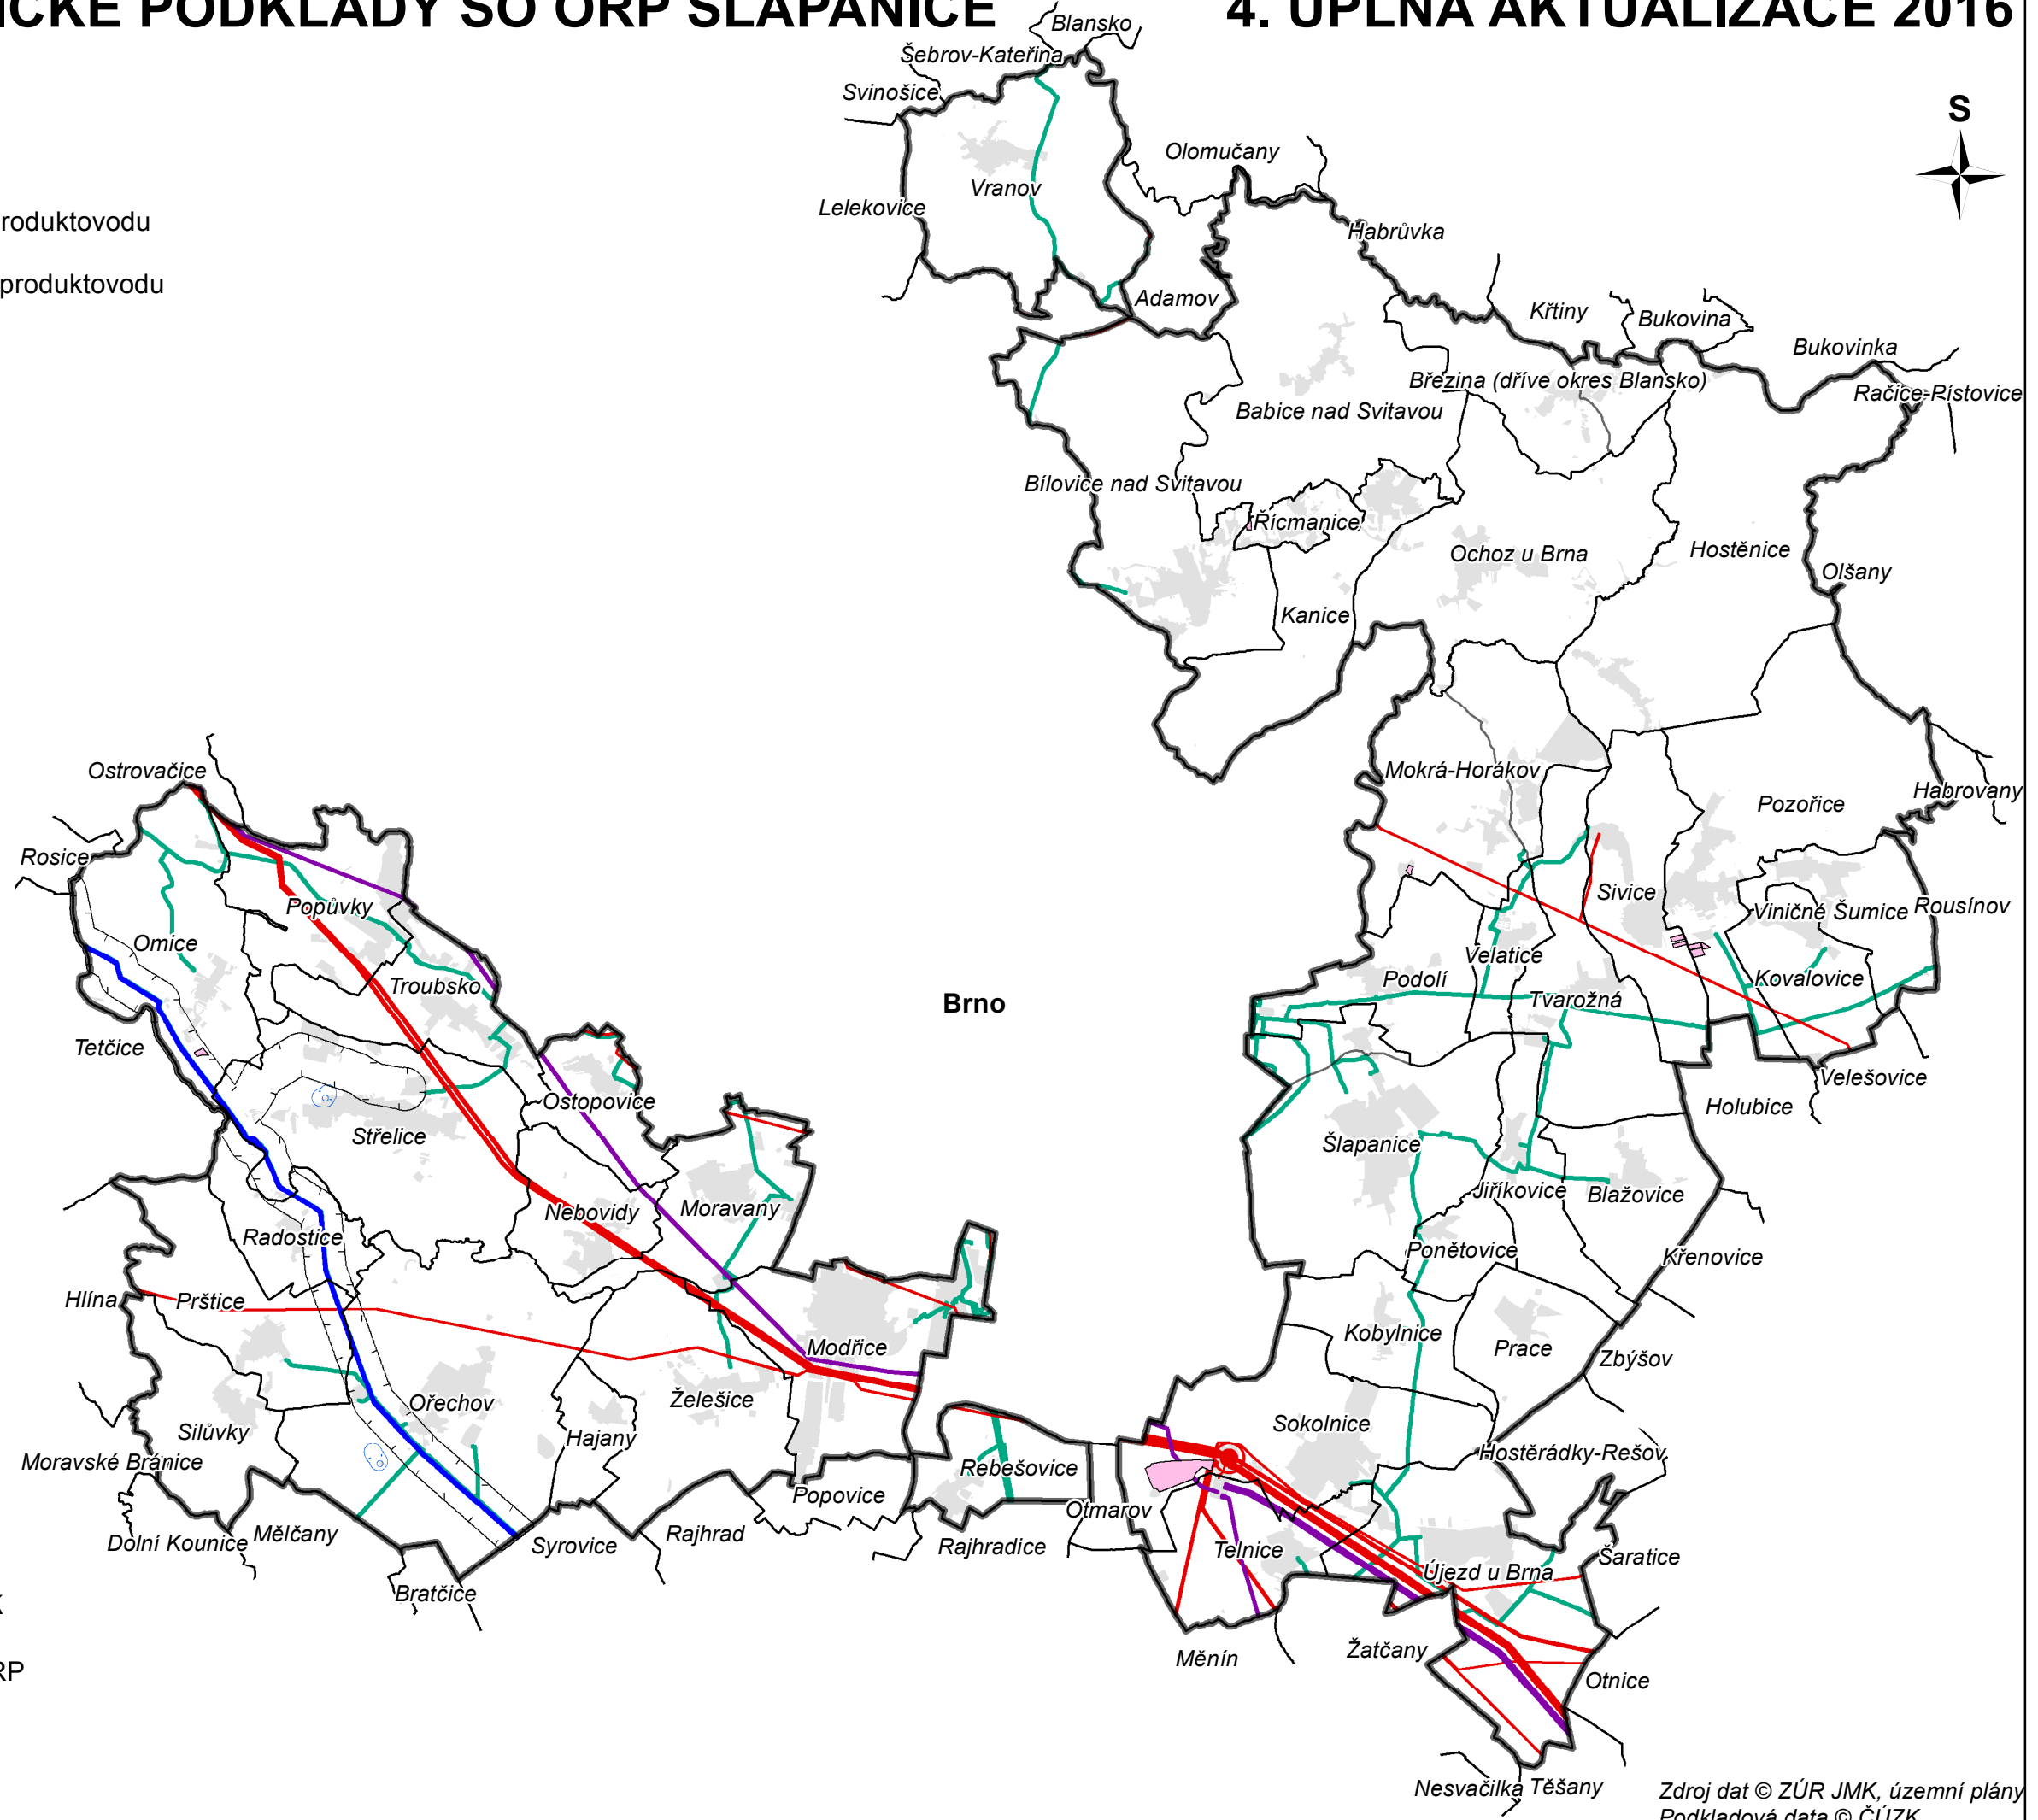 ICKÉ PODKLADY SO ORP ŠLAPANICE
4. ÚPLNÁ AKTUALIZACE 2016
Blansko
Šebrov-Kateřina
Svinošice
S
Olomučany
Vranov
Lelekovice
roduktovodu
Habrůvka
produktovodu
Adamov
Křtiny
Bukovina
Bukovinka
Březina (dříve okres Blansko)
Račice-Pístovice
Babice nad Svitavou
Bílovice nad Svitavou
Řícmanice
Ochoz u Brna
Hostěnice
Olšany
Kanice
Ostrovačice
Mokrá-Horákov
Habrovany
Pozořice
Rosice
Sivice
Popůvky
Viničné Šumice
Rousínov
Omice
Velatice
Podolí
Kovalovice
Troubsko
Tvarožná
Brno
Tetčice
Velešovice
Ostopovice
Holubice
Střelice
Šlapanice
Jiříkovice
Blažovice
Moravany
Nebovidy
Radostice
Ponětovice
Křenovice
Hlína
Prštice
Kobylnice
Modřice
Prace
Zbýšov
Želešice
Ořechov
Sokolnice
Silůvky
Hajany
Hostěrádky-Rešov
Moravské Bránice
Rebešovice
Popovice
Otmarov
Dolní Kounice
Mělčany
Syrovice
Rajhrad
Rajhradice
Telnice
Šaratice
Újezd u Brna
Bratčice
K
Měnín
Žatčany
RP
Otnice
Nesvačilka
Těšany
Zdroj dat © ZÚR JMK, územní plány
Podkladová data © ČÚZK